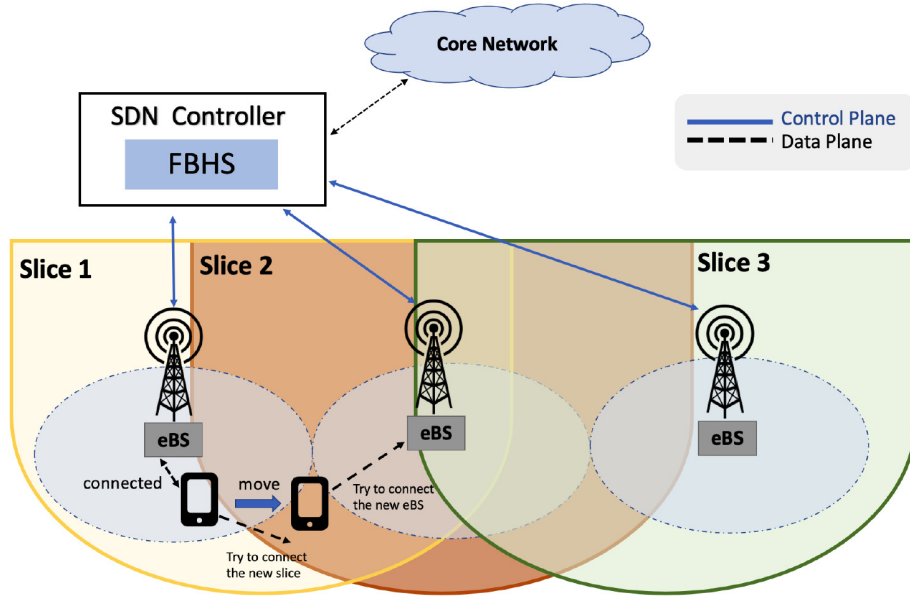 Core Network
SDN Controller
FBHS
Control Plane
Data Plane
Slice 1
Slice 2
Slice 3
eBS
eBS
eBS
connected
move
Try to connect
the new eBS
Try to connect
the new slice